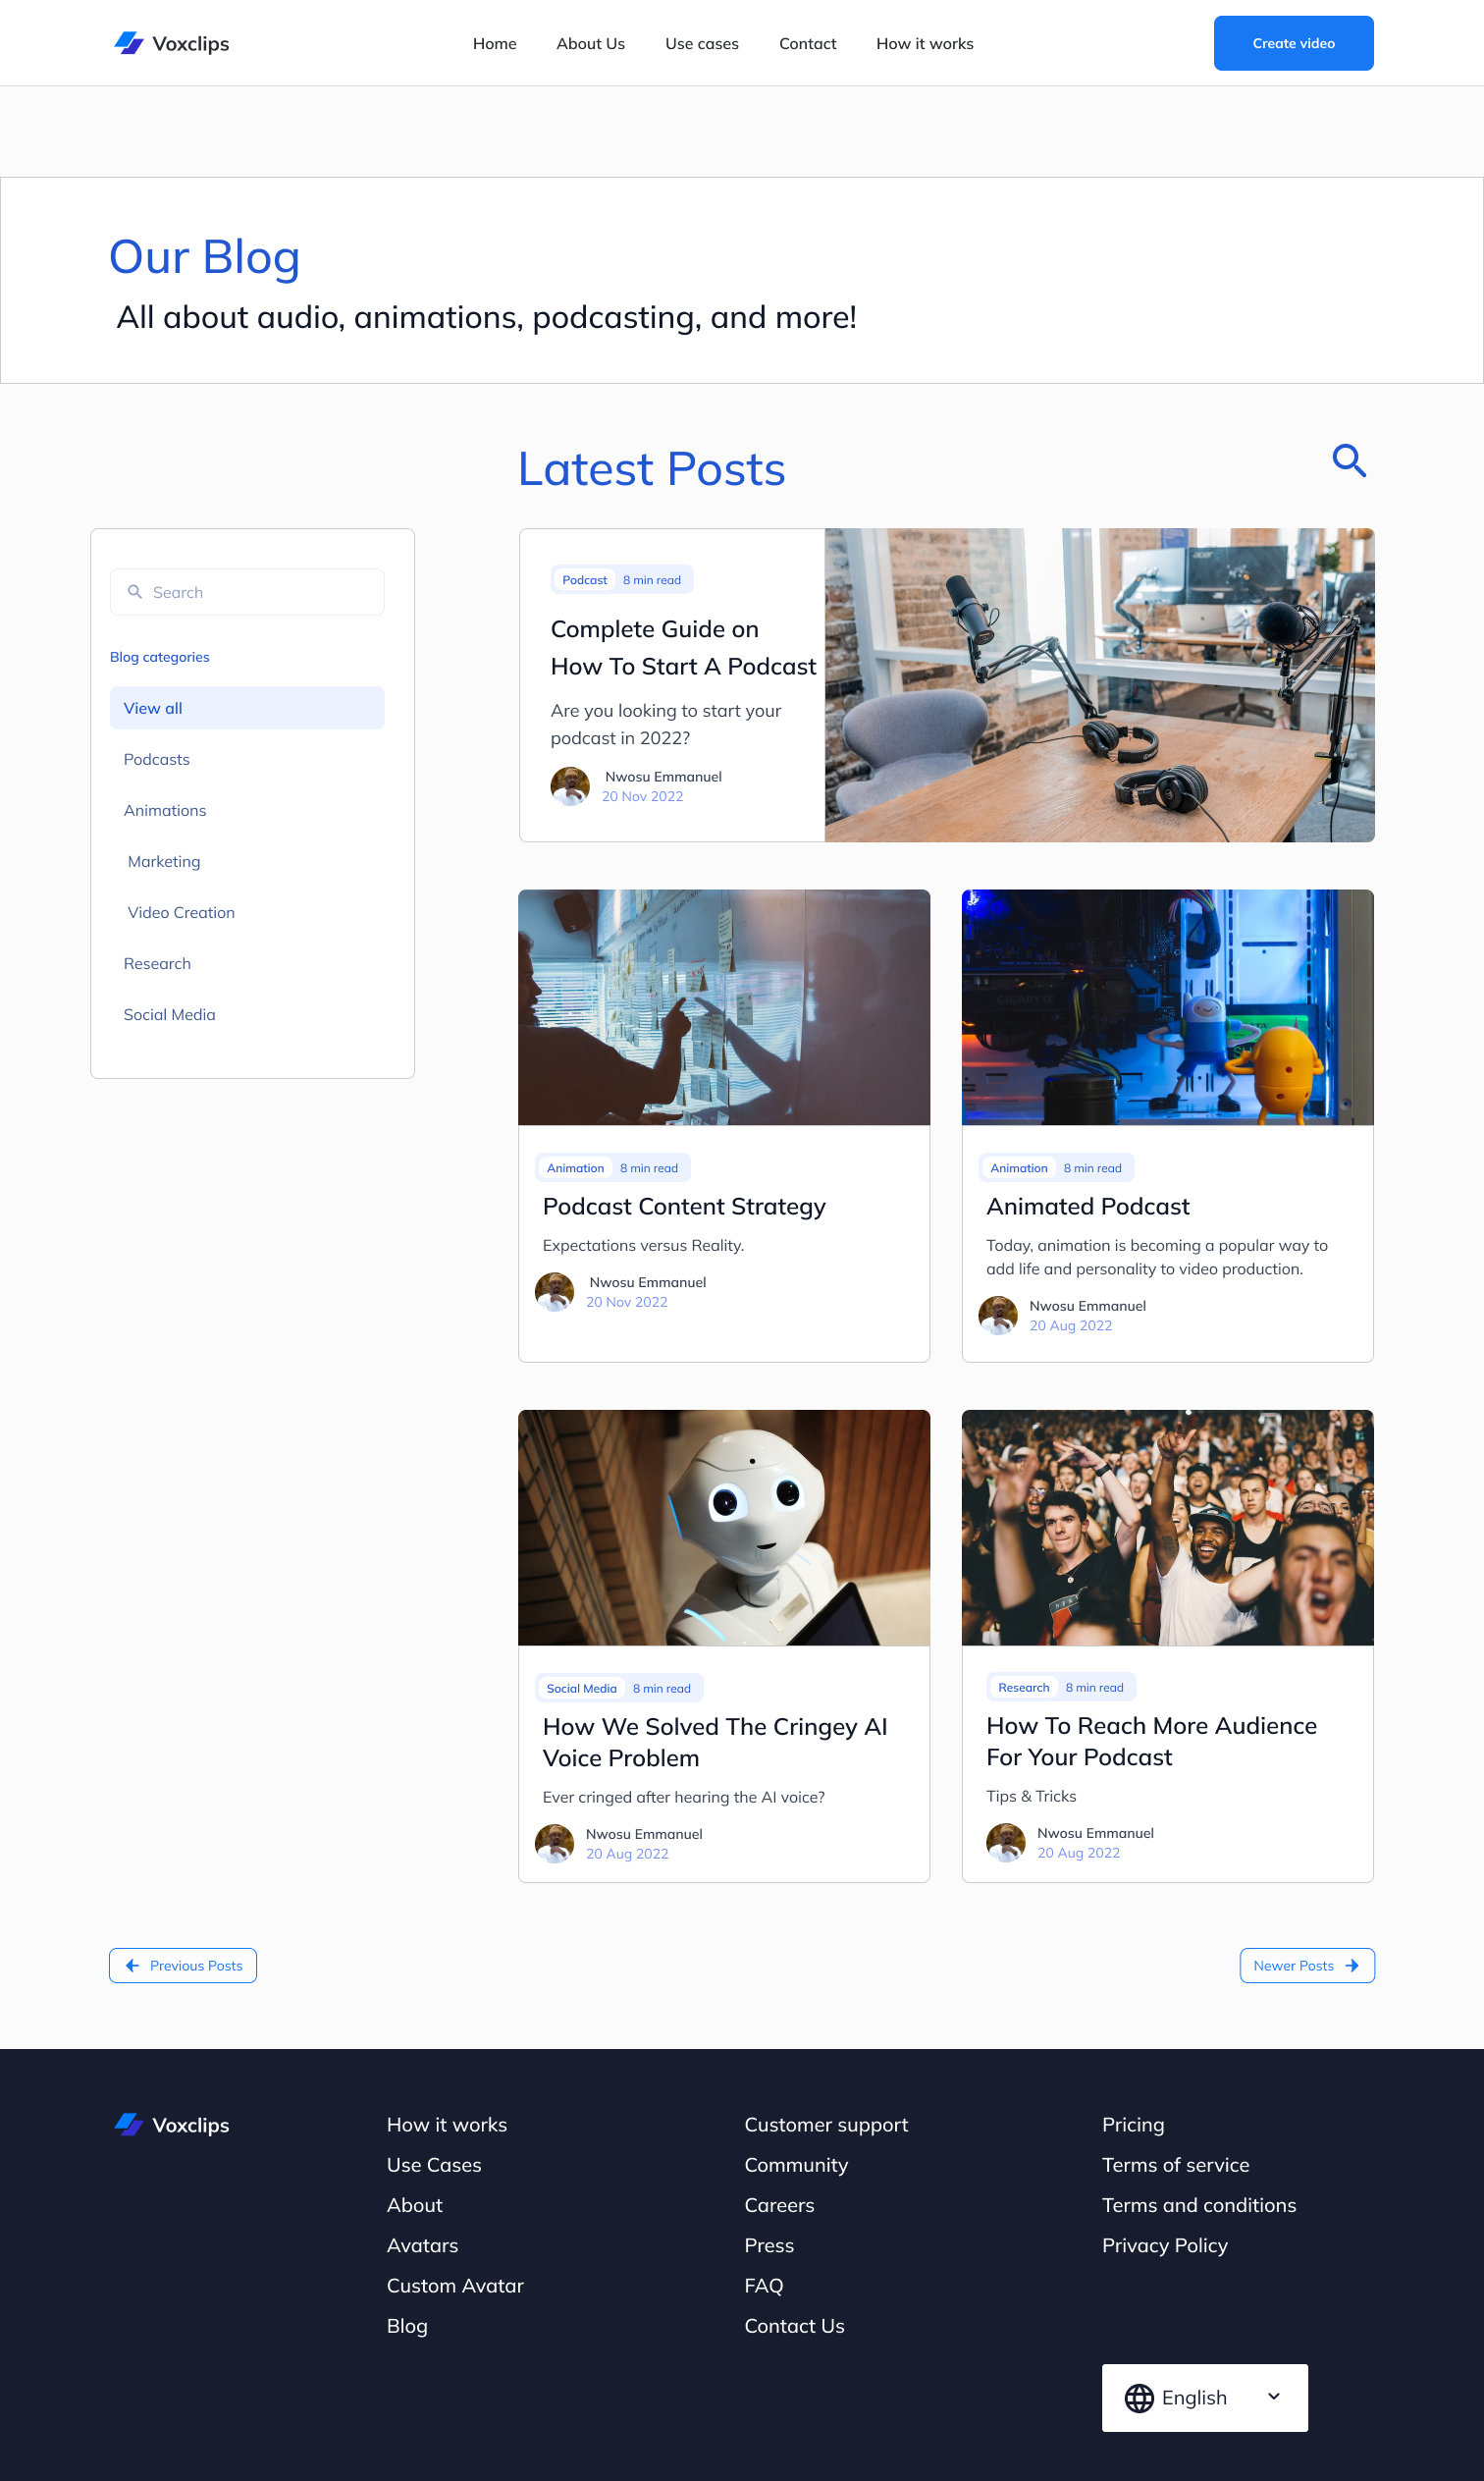 Voxclips
Home
About Us
Use cases
Contact
How it works
Create video
Our Blog
All about audio, animations, podcasting, and more!
Latest Posts
Search
Blog categories
View all
Podcasts
Animations
Marketing
Video Creation
Research
Social Media
Podcast 8 min read
Complete Guide on
How To Start A Podcast
Are you looking to start your
podcast in 2022?
Nwosu Emmanuel
20 Nov 2022
acer
GIGABYTE
Animation 8 min read
Podcast Content Strategy
Expectations versus Reality.
Nwosu Emmanuel
20 Nov 2022
Animation 8 min read
Animated Podcast
Today, animation is becoming a popular way to
add life and personality to video production.
Nwosu Emmanuel
20 Aug 2022
Social Media 8 min read
How We Solved The Cringey AI
Voice Problem
Ever cringed after hearing the AI voice?
Nwosu Emmanuel
20 Aug 2022
Research 8 min read
How To Reach More Audience
For Your Podcast
Tips & Tricks
Nwosu Emmanuel
20 Aug 2022
Previous Posts
Newer Posts
Voxclips
How it works
Use Cases
About
Avatars
Custom Avatar
Blog
Customer support
Community
Careers
Press
FAQ
Contact Us
Pricing
Terms of service
Terms and conditions
Privacy Policy
English